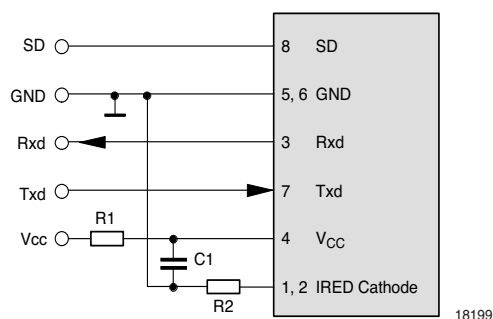 SD 8 SD
GND 5, 6 GND
Rxd 3 Rxd
Txd 7 Txd
R1
Vcc 4 VCC
C1
1, 2 IRED Cathode
R2
18199